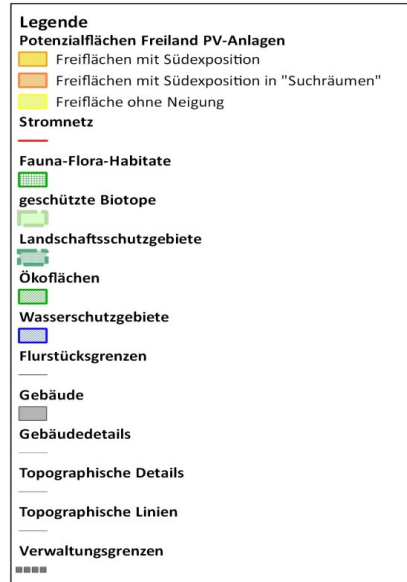 Legende
Potenzialflächen Freiland PV-Anlagen
Freiflächen mit Südexposition
Freiflächen mit Südexposition in "Suchräumen"
Freifläche ohne Neigung
Stromnetz
Fauna-Flora-Habitate
geschützte Biotope
Landschaftsschutzgebiete
Ökoflächen
Wasserschutzgebiete
Flurstücksgrenzen
Gebäude
Gebäudedetails
Topographische Details
Topographische Linien
Verwaltungsgrenzen